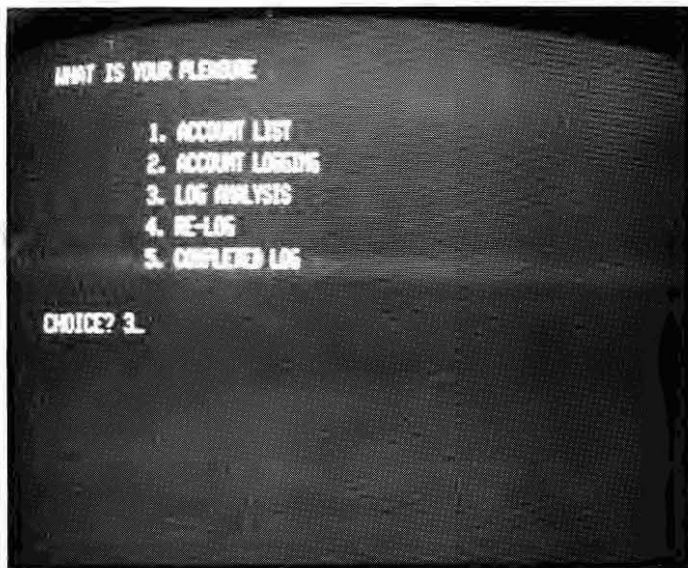 WHAT IS YOUR PLEASURE
1. ACCOUNT LIST
2. ACCOUNT LOGGING
3. LOG ANALYSIS
4. RE-LOG
5. COMPLETED LOG
CHOICE? 3_